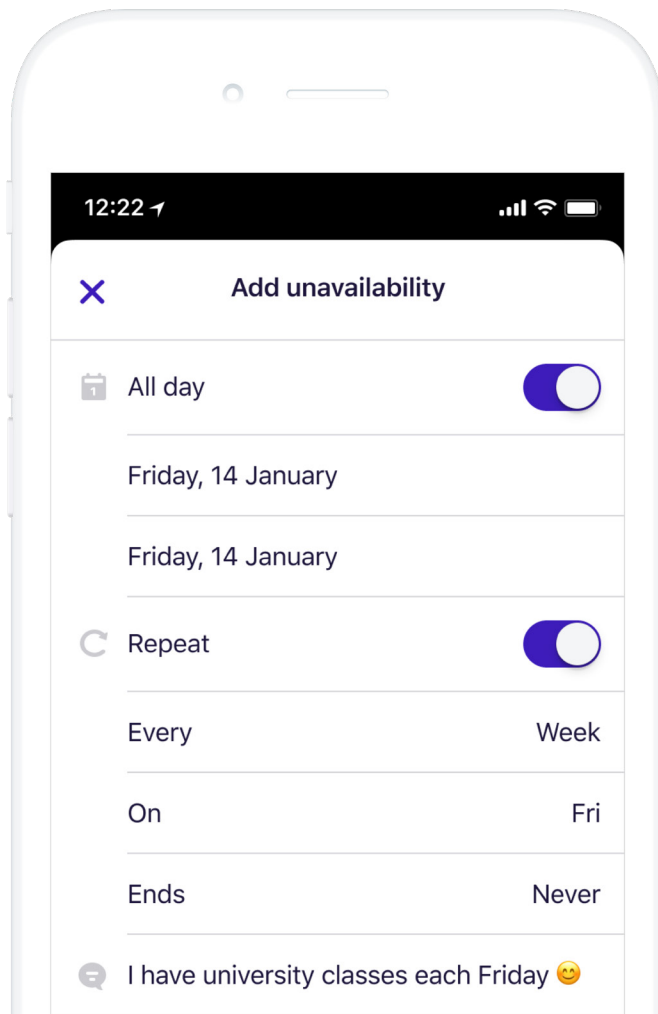 12:22
Add unavailability
1
All day
Friday, 14 January
Friday, 14 January
Repeat
Every Week
On Fri
Ends Never
I have university classes each Friday 😊